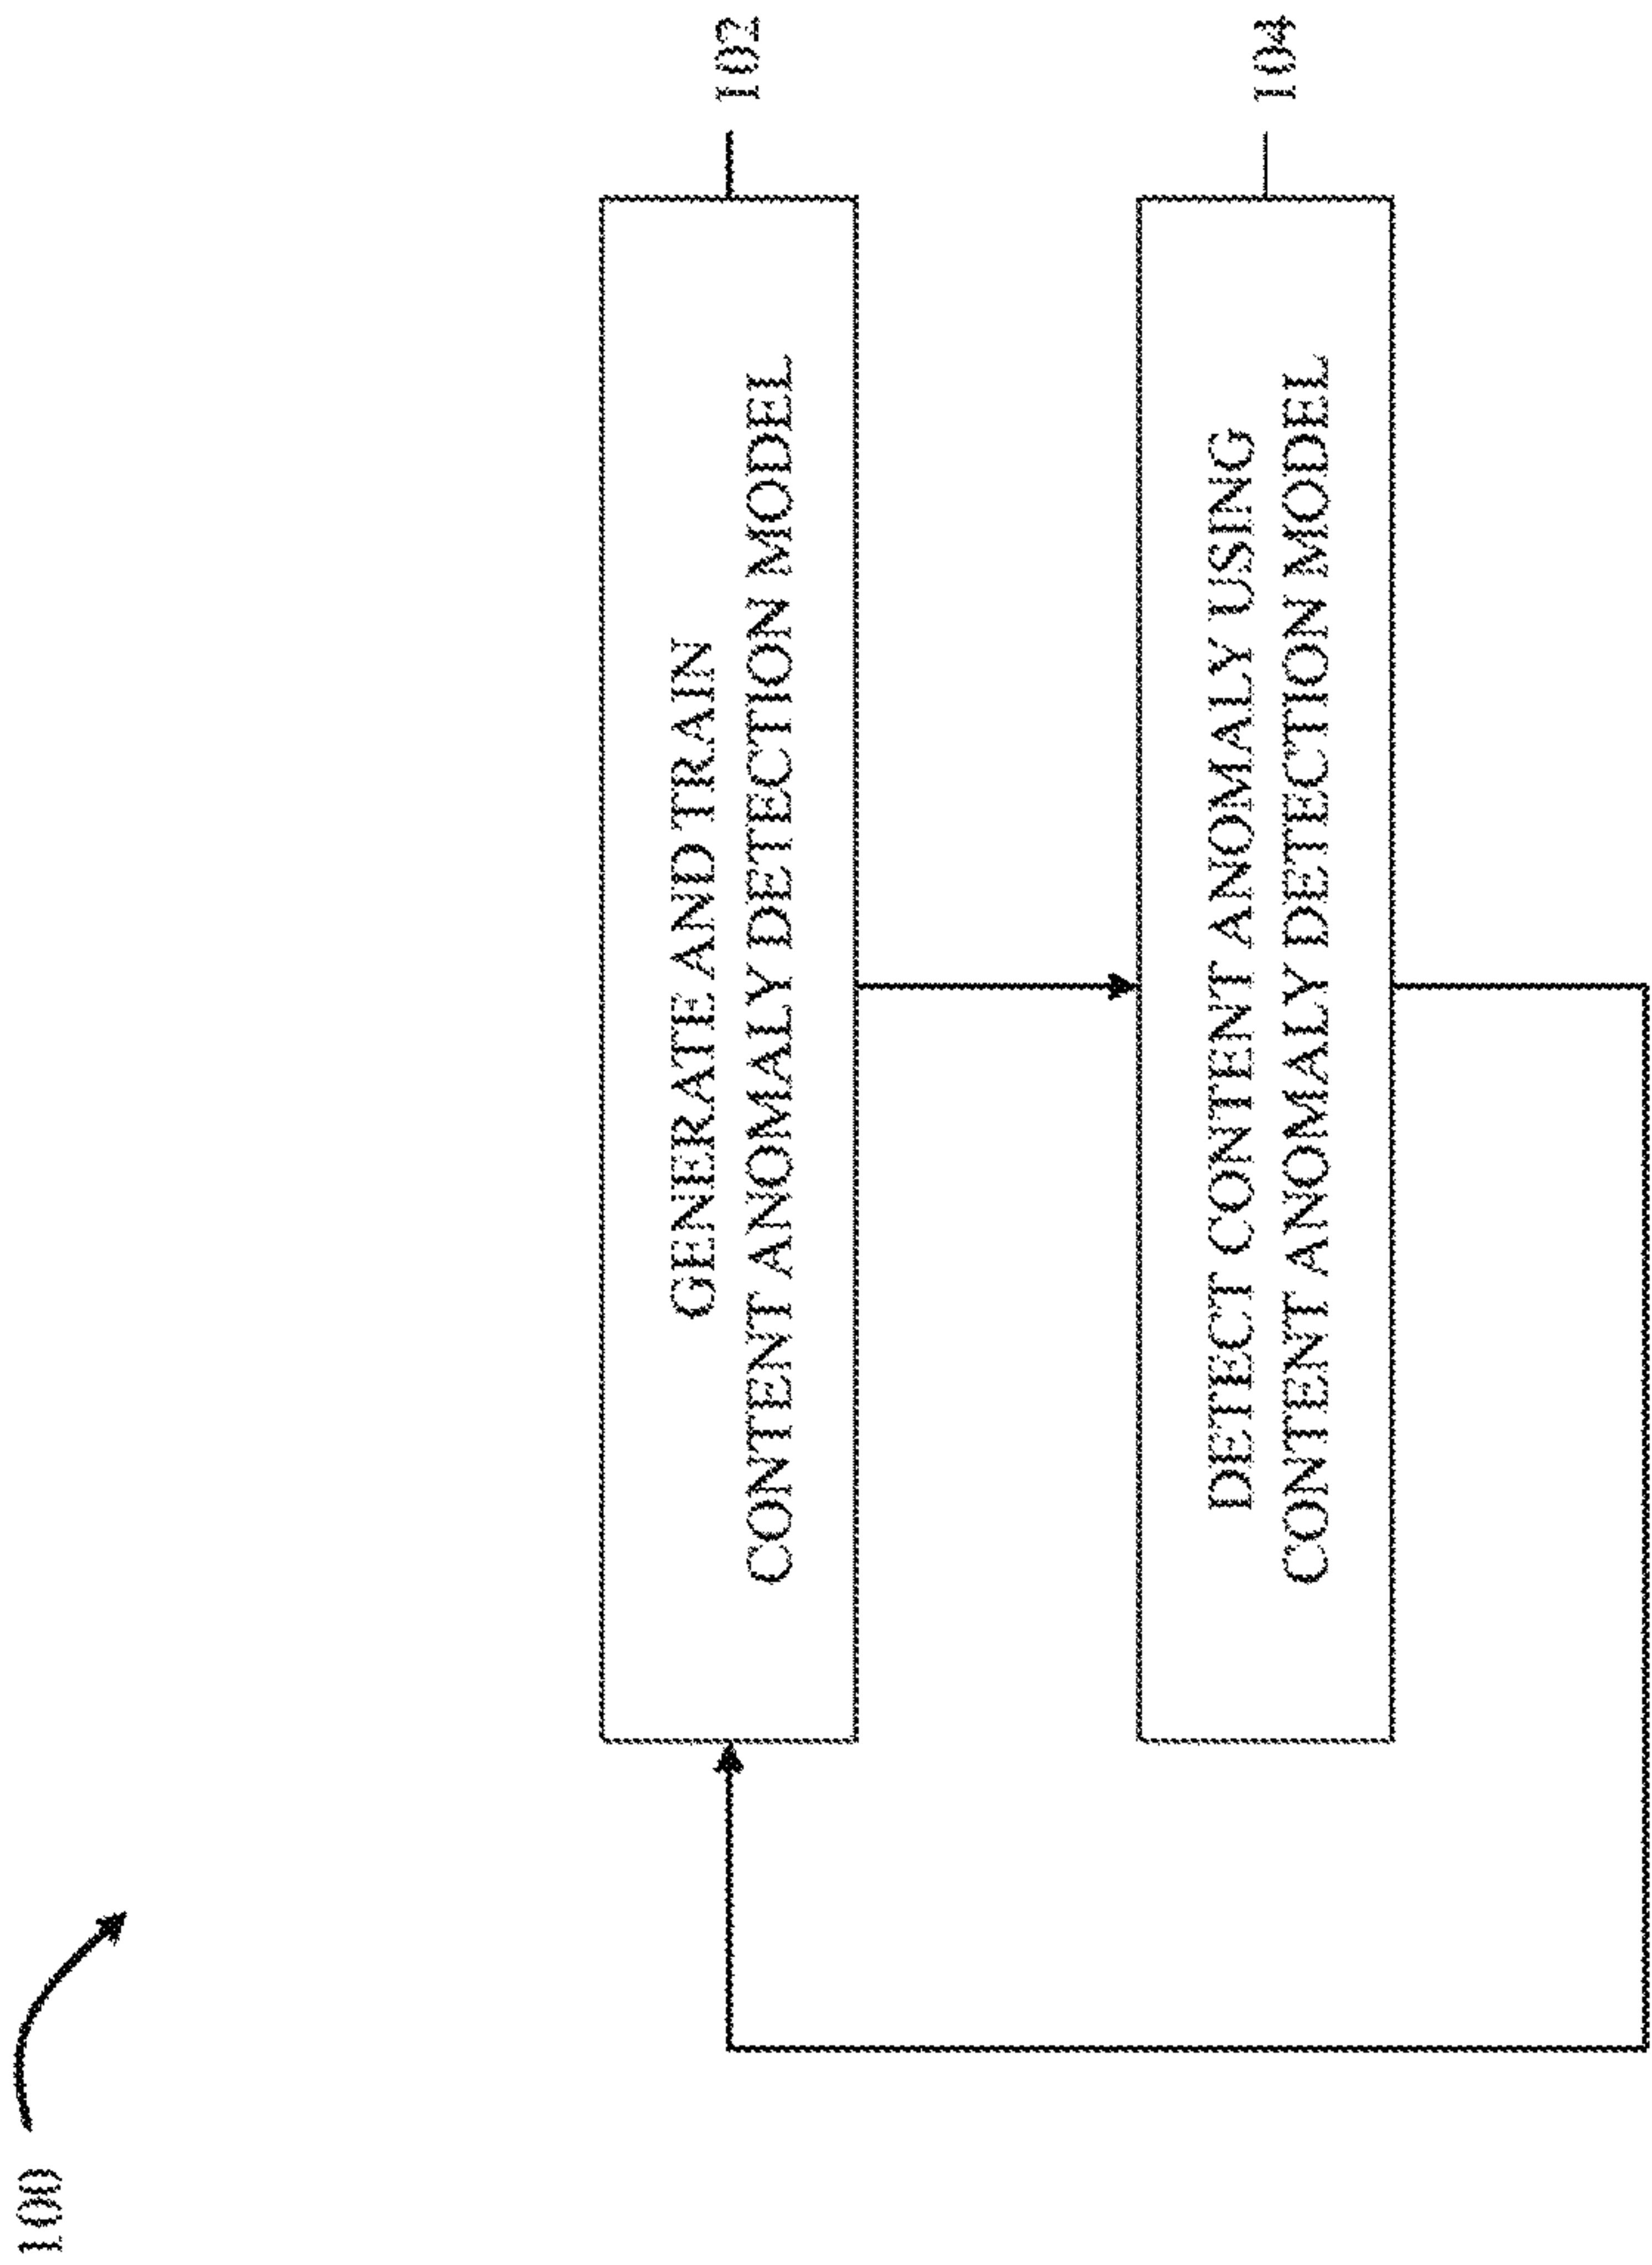 100
GENERATE AND TRAIN
CONTENT ANOMALY DETECTION MODEL
102
DETECT CONTENT ANOMALY USING
CONTENT ANOMALY DETECTION MODEL
104